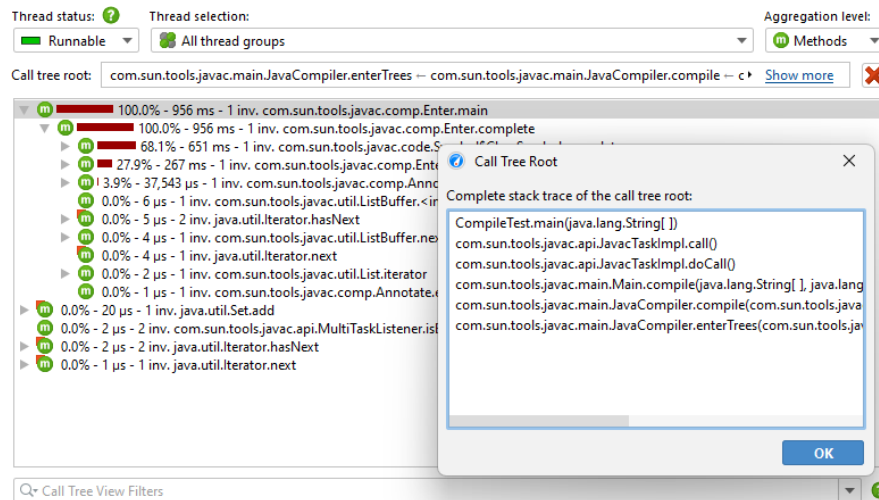 Thread status: ?
Thread selection:
Aggregation level:
Runnable
All thread groups
Methods
Call tree root: com.sun.tools.javac.main.JavaCompiler.enterTrees ← com.sun.tools.javac.main.JavaCompiler.compile ← c
Show more
100.0% - 956 ms - 1 inv. com.sun.tools.javac.comp.Enter.main
100.0% - 956 ms - 1 inv. com.sun.tools.javac.comp.Enter.complete
68.1% - 651 ms - 1 inv. com.sun.tools.javac.code.
27.9% - 267 ms - 1 inv. com.sun.tools.javac.comp.Ente
3.9% - 37,543 µs - 1 inv. com.sun.tools.javac.comp.Anno
0.0% - 6 µs - 1 inv. com.sun.tools.javac.util.ListBuffer.<in
0.0% - 5 µs - 2 inv. java.util.Iterator.hasNext
0.0% - 4 µs - 1 inv. com.sun.tools.javac.util.ListBuffer.nex
0.0% - 4 µs - 1 inv. java.util.Iterator.next
0.0% - 2 µs - 1 inv. com.sun.tools.javac.util.List.iterator
0.0% - 1 µs - 1 inv. com.sun.tools.javac.comp.Annotate.e
0.0% - 20 µs - 1 inv. java.util.Set.add
0.0% - 2 µs - 2 inv. com.sun.tools.javac.api.MultiTaskListener.isE
0.0% - 2 µs - 2 inv. java.util.Iterator.hasNext
0.0% - 1 µs - 1 inv. java.util.Iterator.next
Call Tree Root
Complete stack trace of the call tree root:
CompileTest.main(java.lang.String[ ])
com.sun.tools.javac.api.JavacTaskImpl.call()
com.sun.tools.javac.api.JavacTaskImpl.doCall()
com.sun.tools.javac.main.Main.compile(java.lang.String[ ], java.lang
com.sun.tools.javac.main.JavaCompiler.compile(com.sun.tools.java
com.sun.tools.javac.main.JavaCompiler.enterTrees(com.sun.tools.jav
OK
Call Tree View Filters